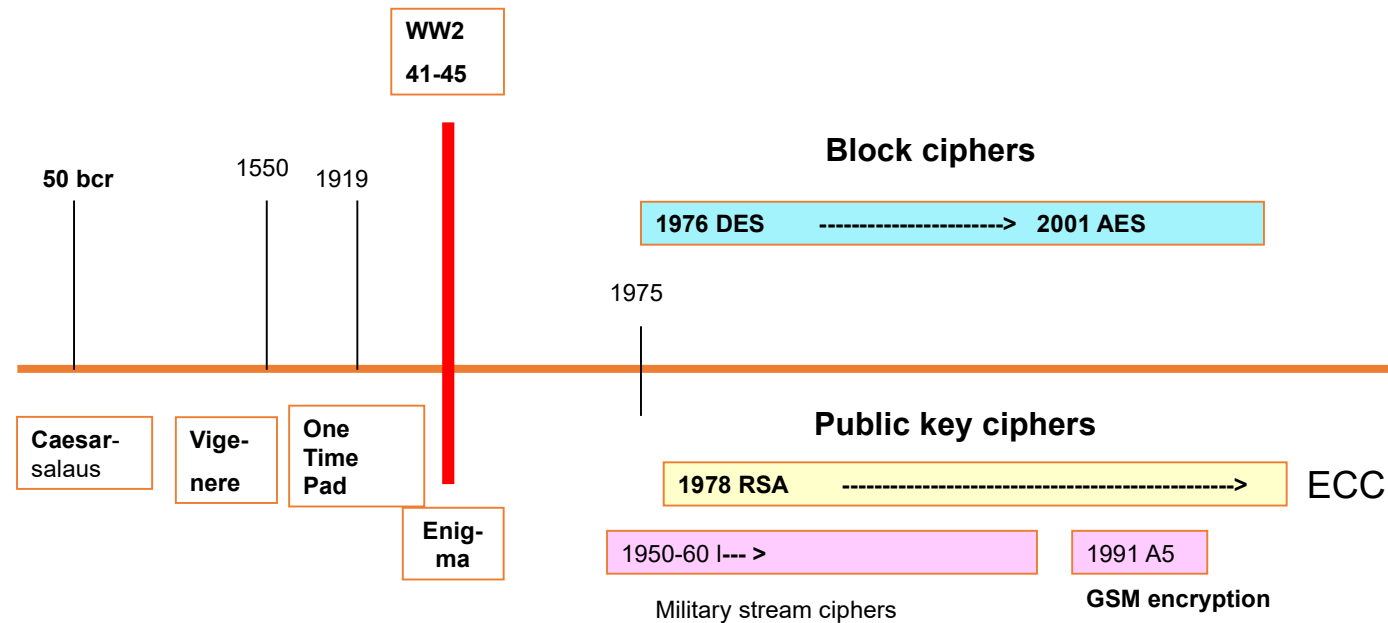 WW2
41-45
Block ciphers
50 bcr
1550
1919
1976 DES -----------------------> 2001 AES
1975
Caesar-
salaus
Vige-
nere
One
Time
Pad
Enig-
ma
Public key ciphers
1978 RSA ------------------------------------------------->
ECC
1950-60 I--- >
1991 A5
Military stream ciphers
GSM encryption